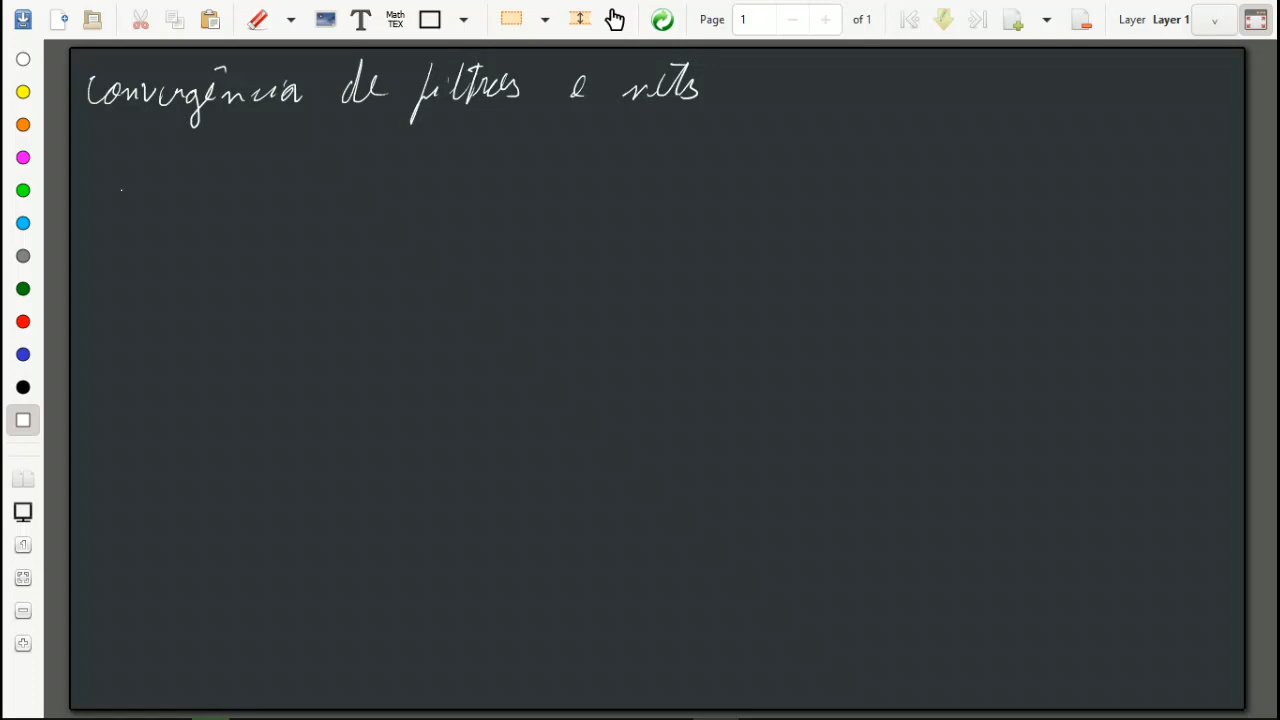 Math
TEX
Page 1 of 1 Layer Layer 1
convergência de filtros e nets